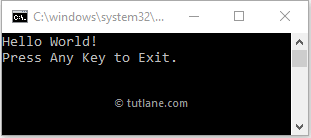 C:\windows\system32\...
Hello World!
Press Any Key to Exit.
© tutlane.com